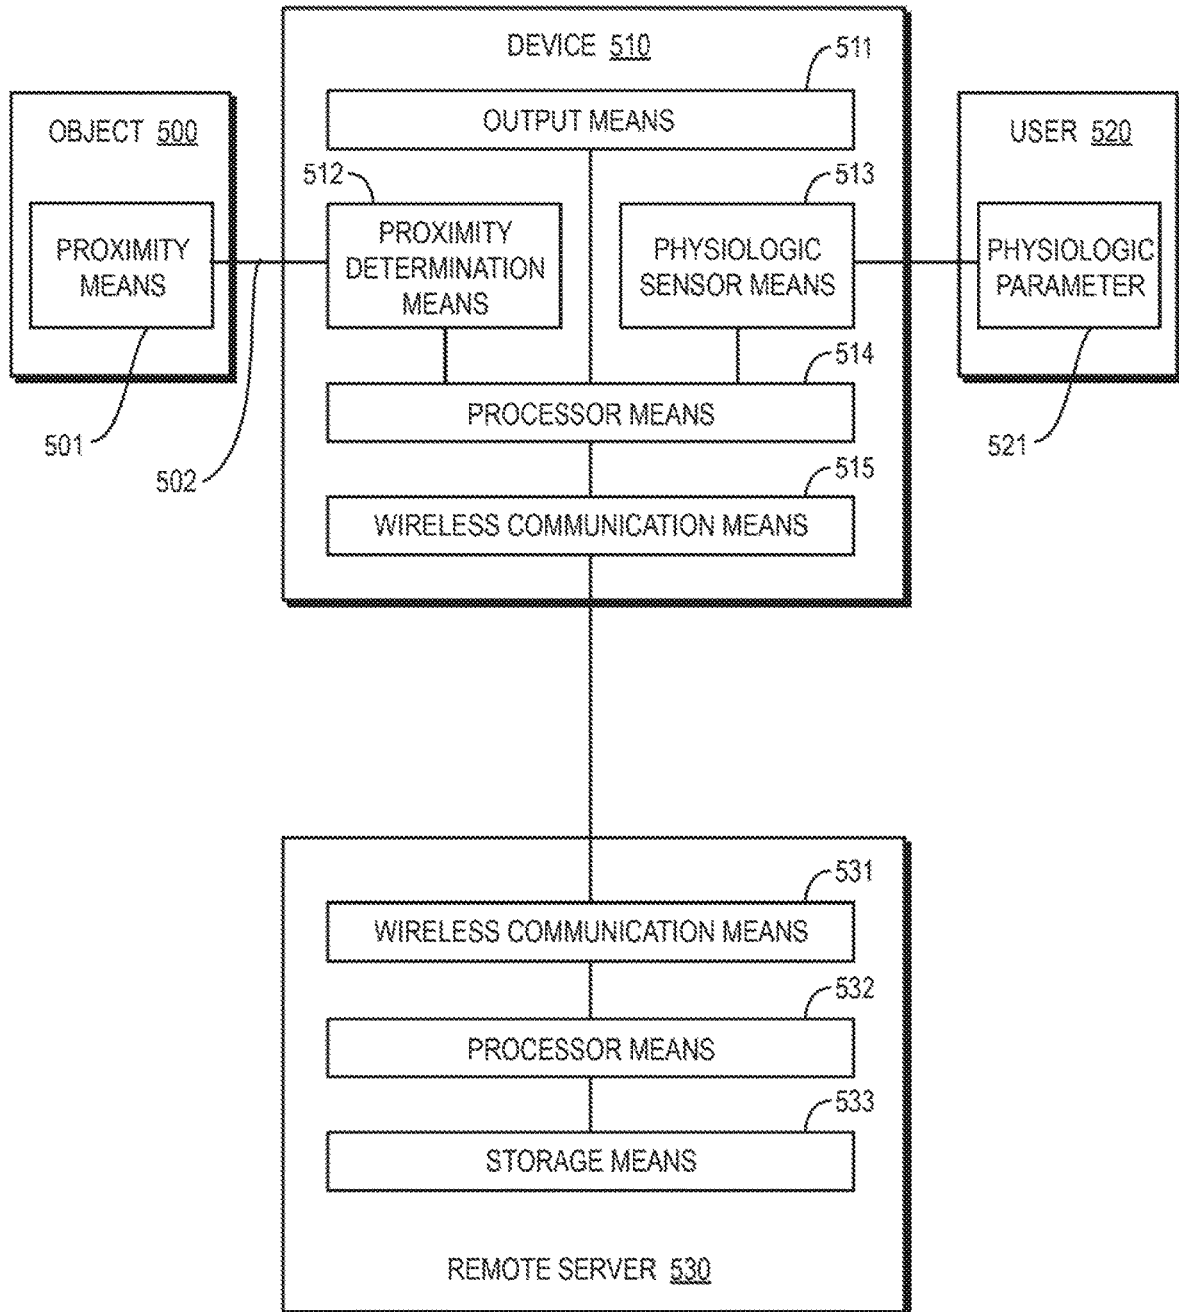 DEVICE 510
511
OUTPUT MEANS
OBJECT 500
USER 520
512
513
PROXIMITY
MEANS
PROXIMITY
DETERMINATION
MEANS
PHYSIOLOGIC
SENSOR MEANS
PHYSIOLOGIC
PARAMETER
514
PROCESSOR MEANS
501
502
521
515
WIRELESS COMMUNICATION MEANS
531
WIRELESS COMMUNICATION MEANS
532
PROCESSOR MEANS
533
STORAGE MEANS
REMOTE SERVER 530